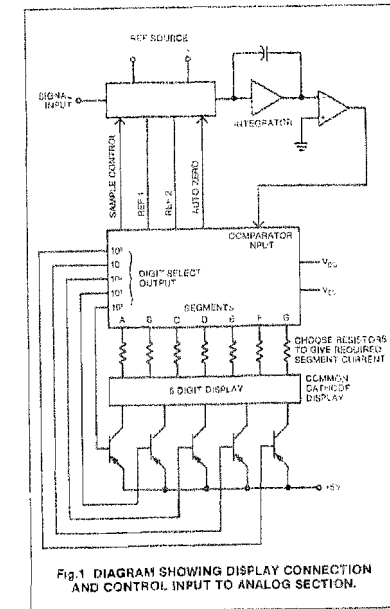 REF SOURCE
SIGNAL
INPUT
INTEGRATOR
SAMPLE CONTROL
REF 1
REF 2
AUTO ZERO
COMPARATOR
INPUT
DIGIT SELECT
OUTPUT
SEGMENTS
A B C D E F G
CHOOSE RESISTORS
TO GIVE REQUIRED
SEGMENT CURRENT
5 DIGIT DISPLAY
COMMON
CATHODE
DISPLAY
Fig.1 DIAGRAM SHOWING DISPLAY CONNECTION
AND CONTROL INPUT TO ANALOG SECTION.